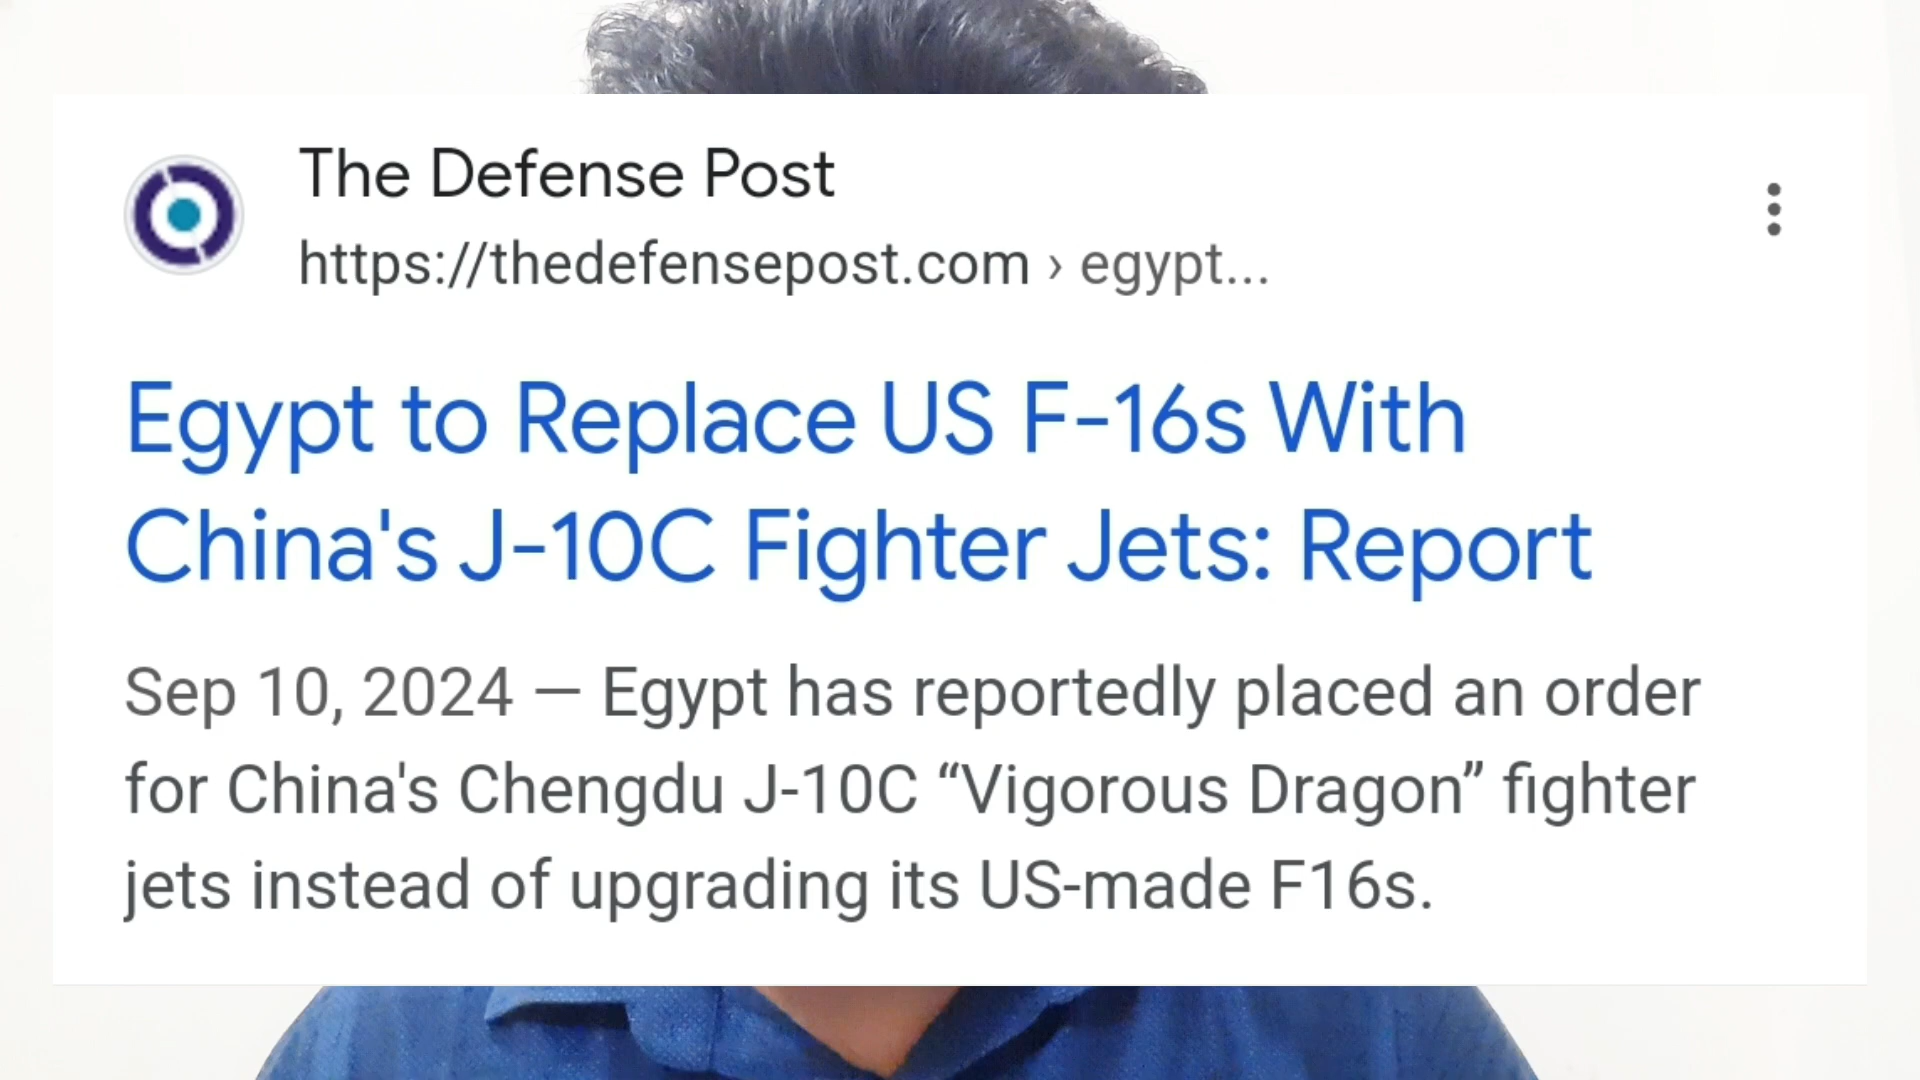 The Defense Post
https://thedefensepost.com › egypt...
Egypt to Replace US F-16s With
China's J-10C Fighter Jets: Report
Sep 10, 2024 — Egypt has reportedly placed an order
for China's Chengdu J-10C “Vigorous Dragon” fighter
jets instead of upgrading its US-made F16s.